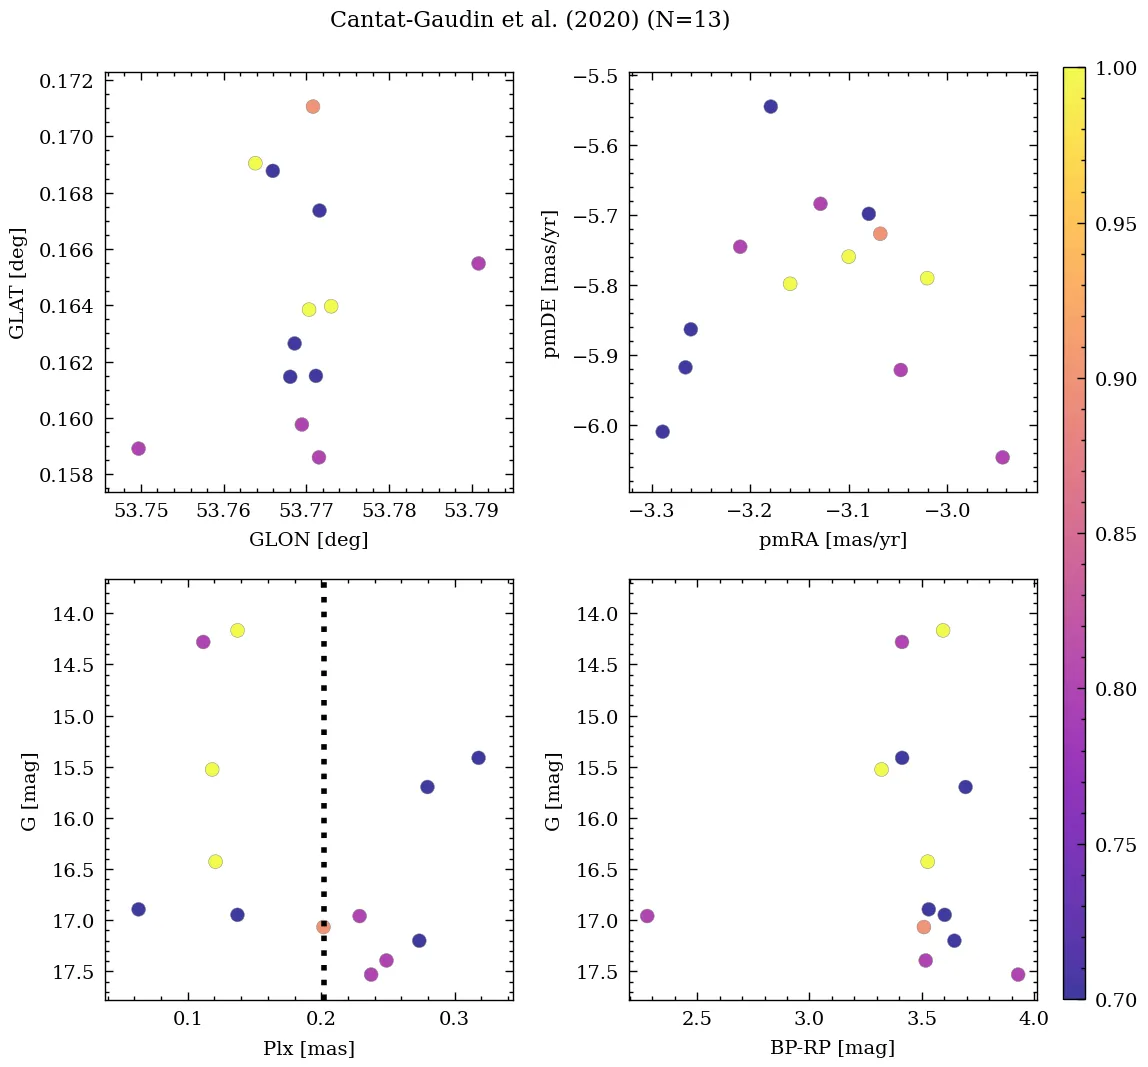 Cantat-Gaudin et al. (2020) (N=13)
0.172
0.170
0.168
0.166
0.164
0.162
0.160
0.158
GLAT [deg]
53.75 53.76 53.77 53.78 53.79
GLON [deg]
−5.5
−5.6
−5.7
−5.8
−5.9
−6.0
pmDE [mas/yr]
−3.3 −3.2 −3.1 −3.0
pmRA [mas/yr]
14.0
14.5
15.0
15.5
16.0
16.5
17.0
17.5
G [mag]
0.1 0.2 0.3
Plx [mas]
14.0
14.5
15.0
15.5
16.0
16.5
17.0
17.5
G [mag]
2.5 3.0 3.5 4.0
BP-RP [mag]
1.00
0.95
0.90
0.85
0.80
0.75
0.70